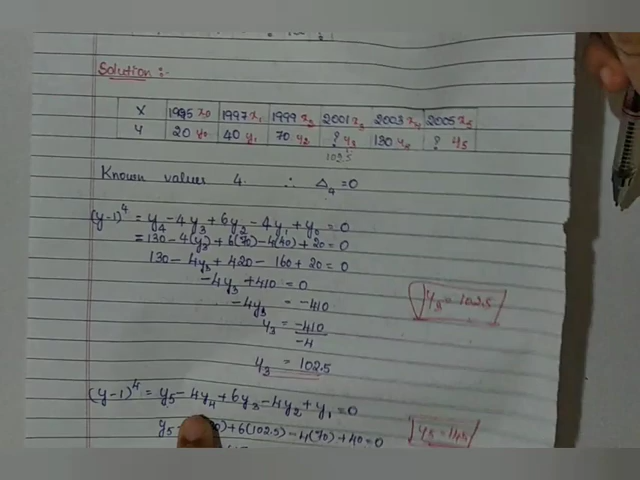 Solution :-
X 1995 x₀ 1997 x₁ 1999 x₂ 2001 x₃ 2003 x₄ 2005 x₅
Y 20 y₀ 40 y₁ 70 y₂ ? y₃ 130 y₄ ? y₅
102.5
Known values 4. ∴ Δ₄ = 0
(y-1)⁴ = y₄ - 4y₃ + 6y₂ - 4y₁ + y₀ = 0
= 130 - 4(y₃) + 6(70) - 4(40) + 20 = 0
130 - 4y₃ + 420 - 160 + 20 = 0
-4y₃ + 410 = 0
-4y₃ = -410
y₃ = -410
-4
y₃ = 102.5
y₃ = 102.5
(y-1)⁴ = y₅ - 4y₄ + 6y₃ - 4y₂ + y₁ = 0
y₅ - 0) + 6(102.5) - 4(70) + 40 = 0